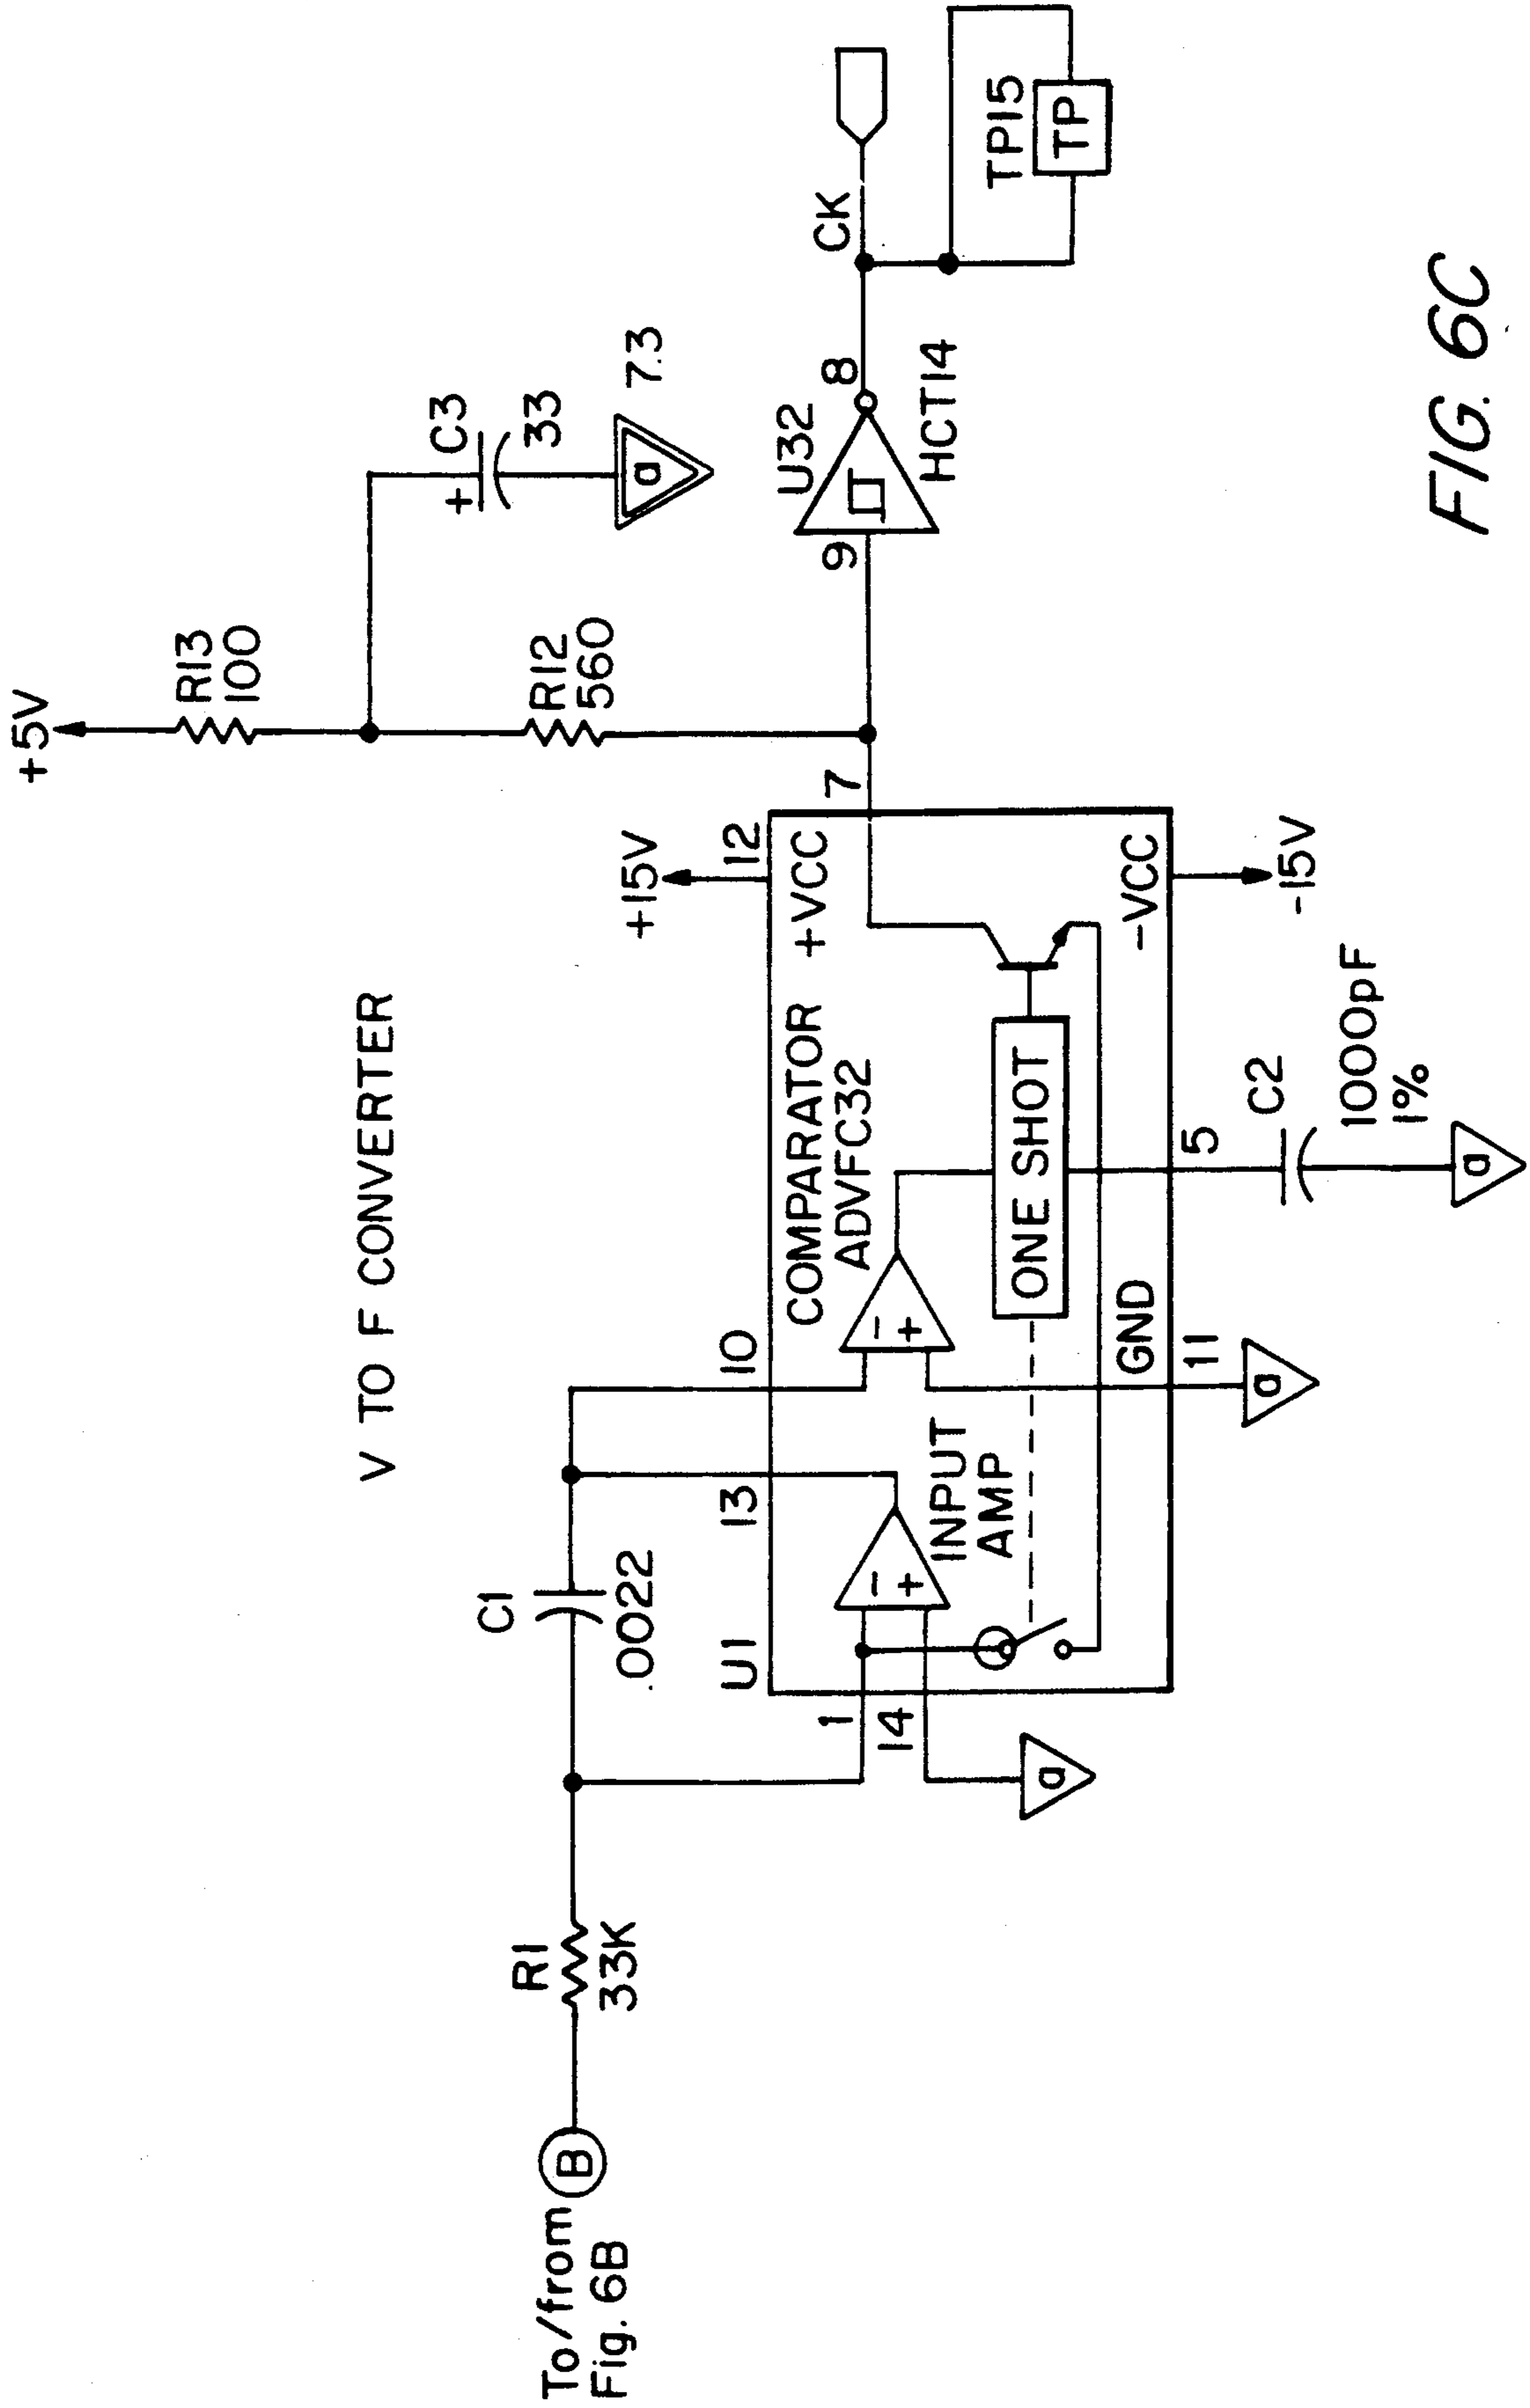 V TO F CONVERTER
To/from
Fig. 6B
B
R1
33K
C1
.0022
U1
1
14
a
13
10
INPUT
AMP
−
+
−
+
COMPARATOR
ADVFC32
ONE SHOT
GND
11
a
5
C2
1000pF
1%
a
+15V
12
+VCC
-VCC
-15V
7
+5V
R13
100
R12
560
+
C3
33
a
7.3
9
U32
8
HCT14
CK
TP15
TP
FIG. 6C